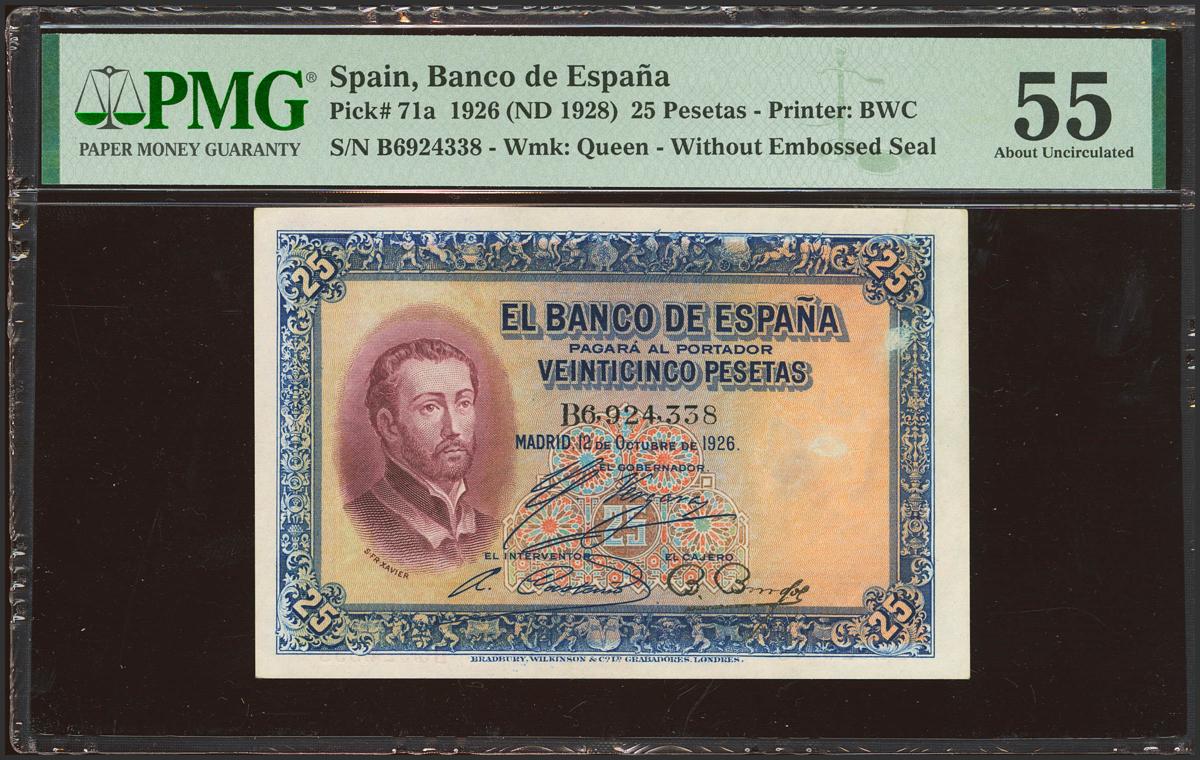 PMG®
PAPER MONEY GUARANTY
Spain, Banco de España
Pick# 71a 1926 (ND 1928) 25 Pesetas - Printer: BWC
S/N B6924338 - Wmk: Queen - Without Embossed Seal
55
About Uncirculated
25
25
EL BANCO DE ESPAÑA
PAGARÁ AL PORTADOR
VEINTICINCO PESETAS
B6,924,338
MADRID 12 DE OCTUBRE DE 1926.
EL GOBERNADOR.
EL INTERVENTOR
EL CAJERO
S. FR. XAVIER
25
25
BRADBURY, WILKINSON & Cº Lᴰ GRABADORES. LONDRES.